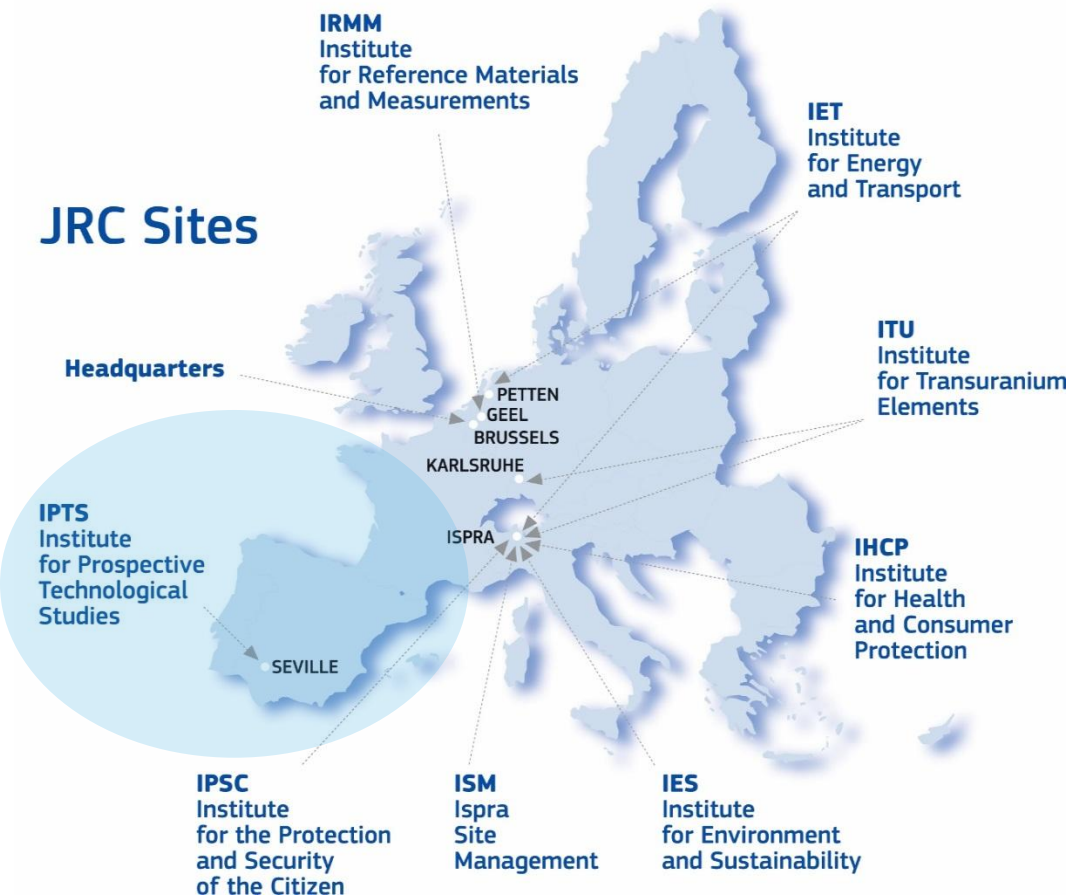 IRMM
Institute
for Reference Materials
and Measurements
IET
Institute
for Energy
and Transport
JRC Sites
ITU
Institute
for Transuranium
Elements
Headquarters
PETTEN
GEEL
BRUSSELS
KARLSRUHE
IPTS
Institute
for Prospective
Technological
Studies
ISPRA
IHCP
Institute
for Health
and Consumer
Protection
SEVILLE
IPSC
Institute
for the Protection
and Security
of the Citizen
ISM
Ispra
Site
Management
IES
Institute
for Environment
and Sustainability